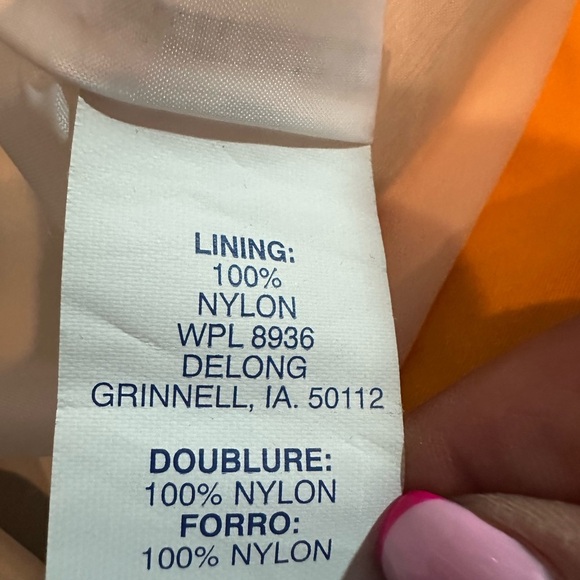 LINING:
100%
NYLON
WPL 8936
DELONG
GRINNELL, IA. 50112
DOUBLURE:
100% NYLON
FORRO:
100% NYLON